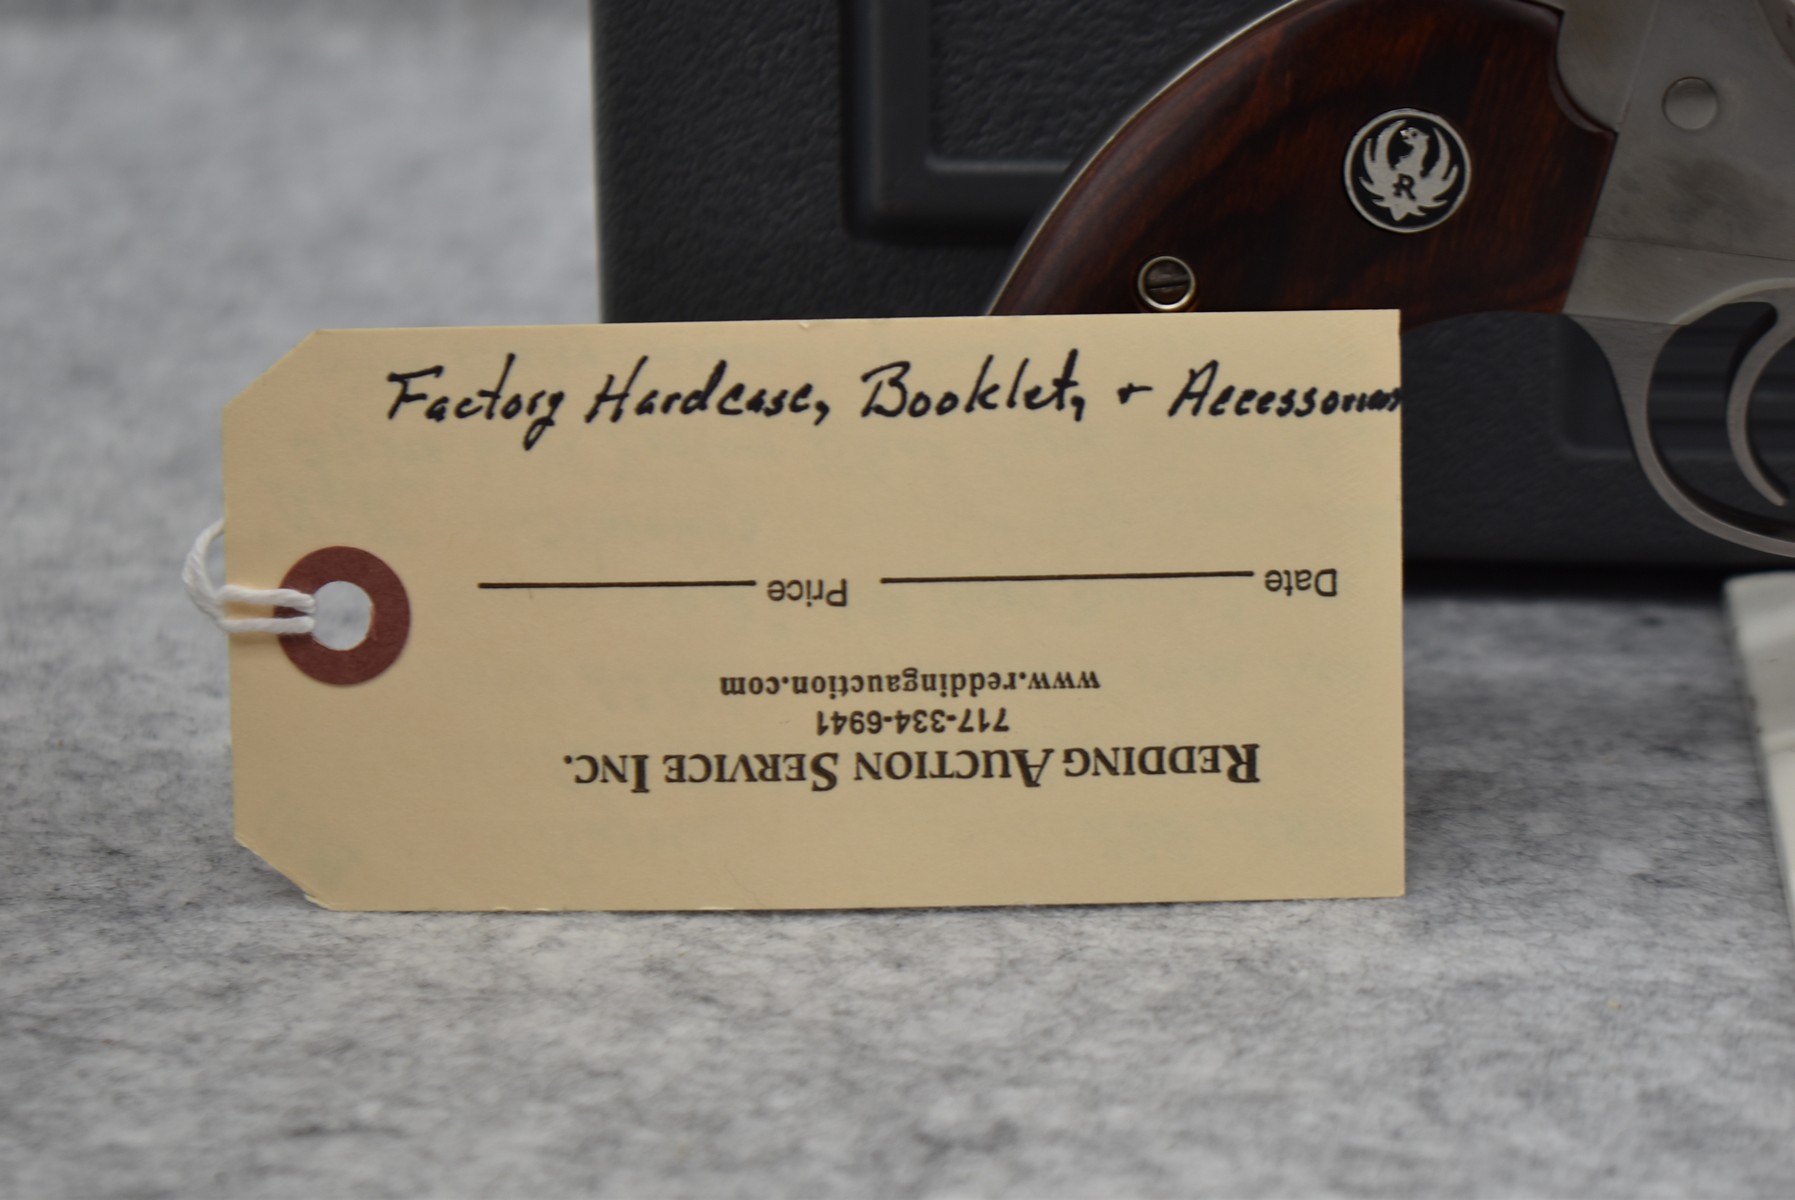 Factory Hardcase, Booklet, + Accessories
REDDING AUCTION SERVICE INC.
717-334-6941
www.reddingauction.com
Date Price
R